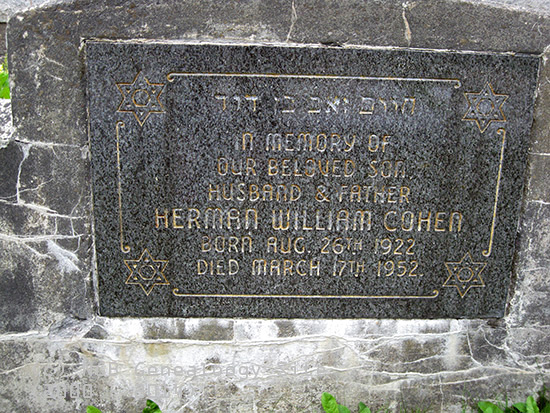 חיים זאב בן דוד
IN MEMORY OF
OUR BELOVED SON,
HUSBAND & FATHER
HERMAN WILLIAM COHEN
BORN AUG. 26TH 1922
DIED MARCH 17TH 1952.